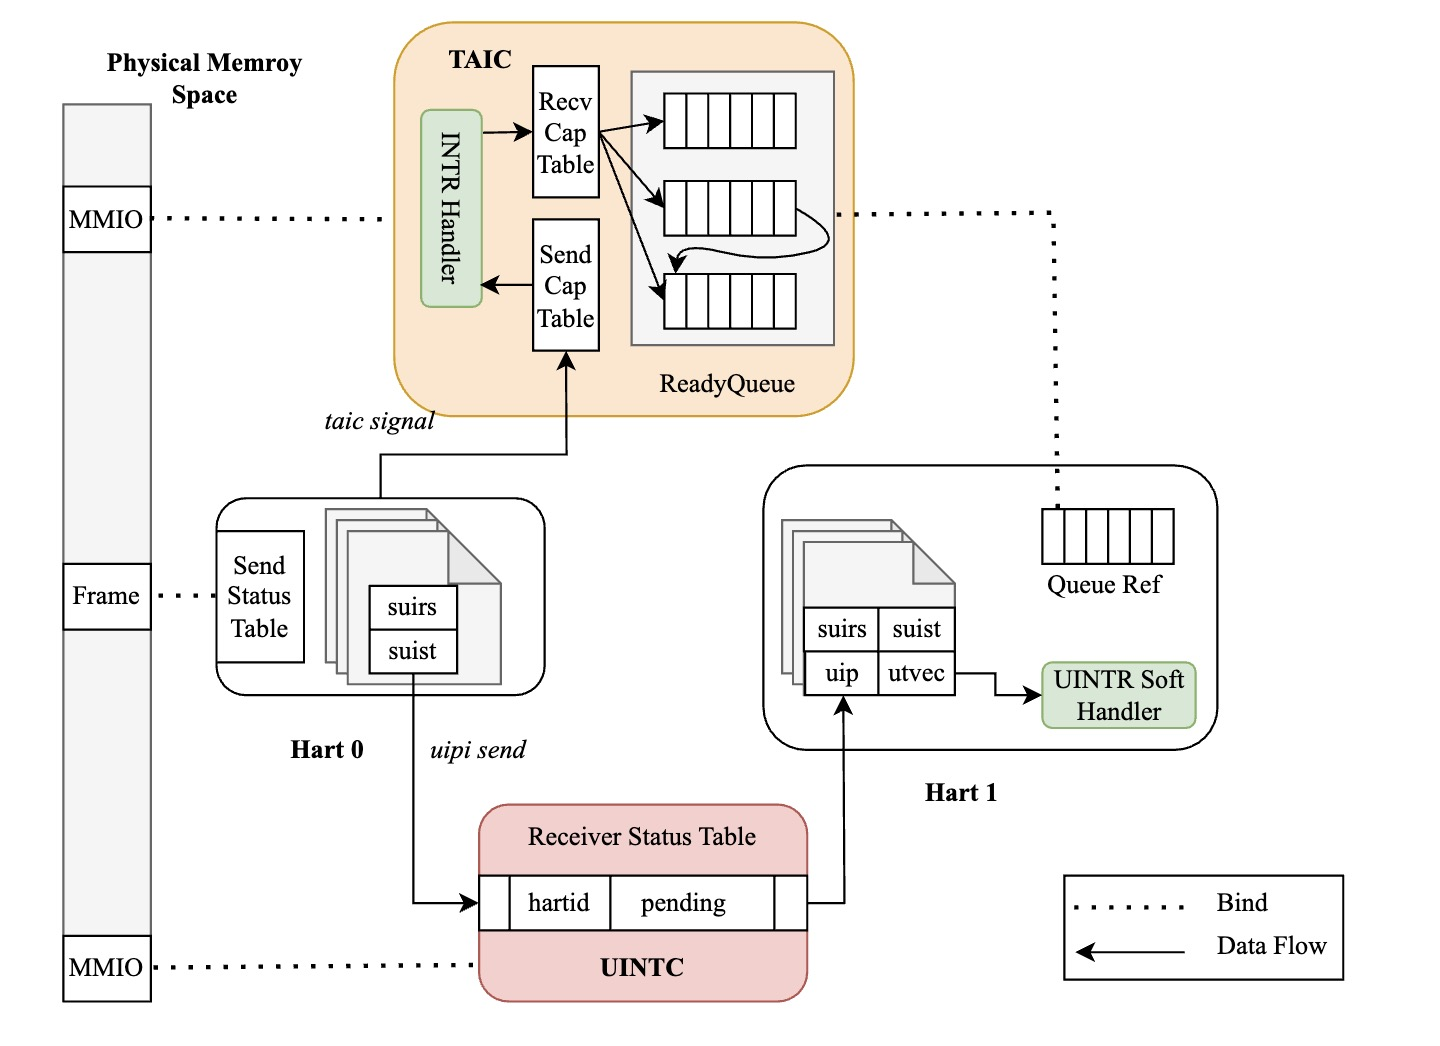 Physical Memroy
Space
MMIO
Frame
MMIO
TAIC
INTR Handler
Recv
Cap
Table
Send
Cap
Table
ReadyQueue
taic signal
Send
Status
Table
suirs
suist
Hart 0
uipi send
suirs suist
uip utvec
Queue Ref
UINTR Soft
Handler
Hart 1
Receiver Status Table
hartid pending
UINTC
Bind
Data Flow